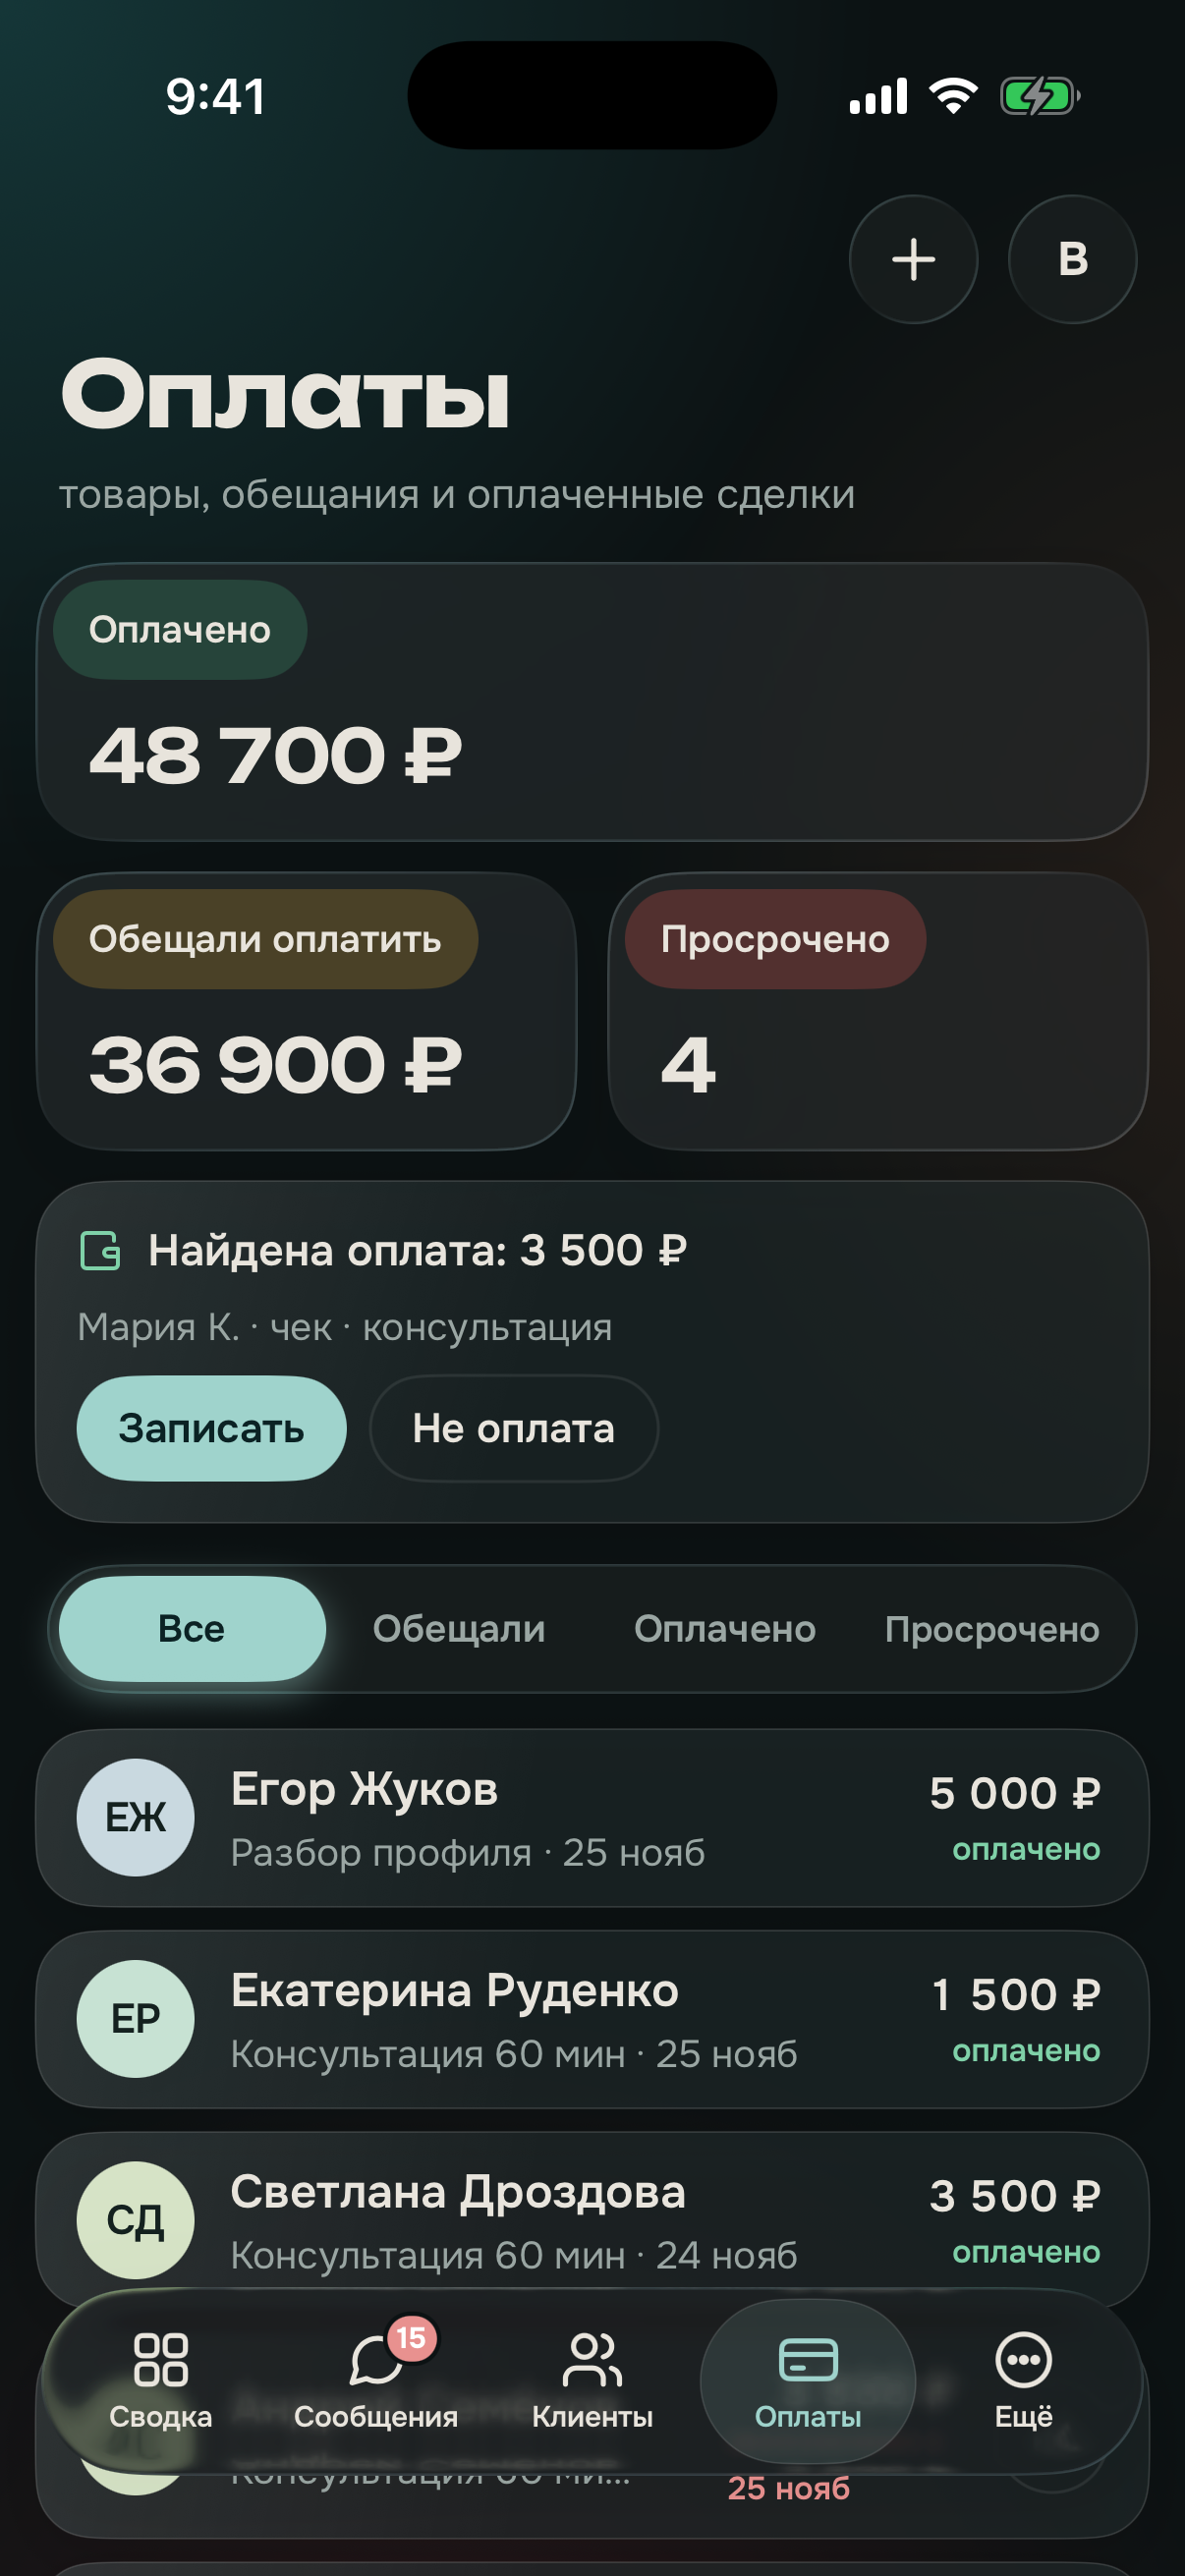 9:41
В
Оплаты
товары, обещания и оплаченные сделки
Оплачено
48 700 ₽
Обещали оплатить
36 900 ₽
Просрочено
4
Найдена оплата: 3 500 ₽
Мария К. · чек · консультация
Записать
Не оплата
Все
Обещали
Оплачено
Просрочено
ЕЖ
Егор Жуков
Разбор профиля · 25 нояб
5 000 ₽
оплачено
ЕР
Екатерина Руденко
Консультация 60 мин · 25 нояб
1 500 ₽
оплачено
СД
Светлана Дроздова
Консультация 60 мин · 24 нояб
3 500 ₽
оплачено
15
Сводка
Сообщения
Клиенты
Оплаты
Ещё
Консультация 60 ми...
25 нояб